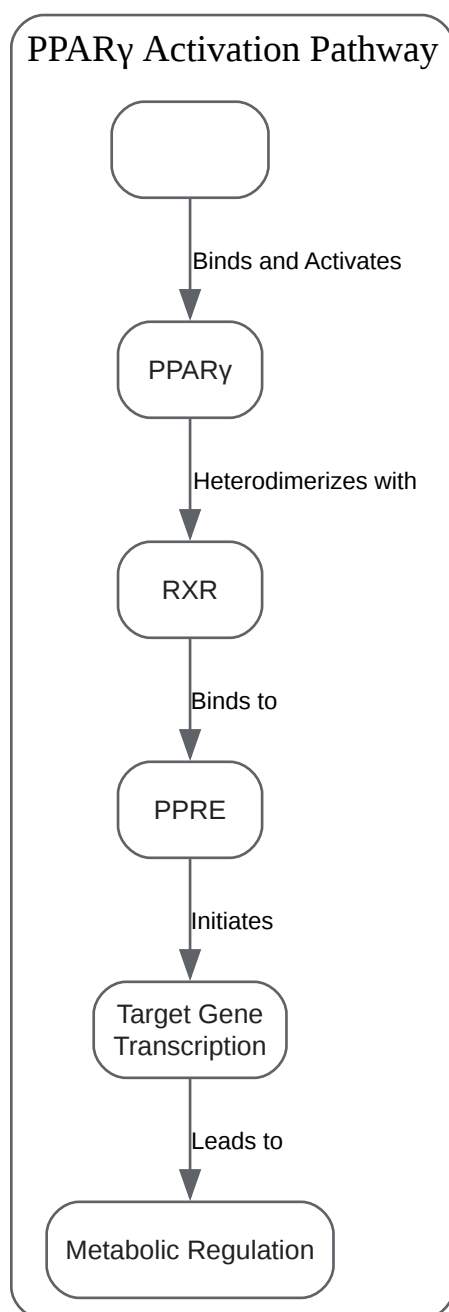 PPARγ Activation Pathway
Binds and Activates
PPARγ
Heterodimerizes with
RXR
Binds to
PPRE
Initiates
Target Gene
Transcription
Leads to
Metabolic Regulation